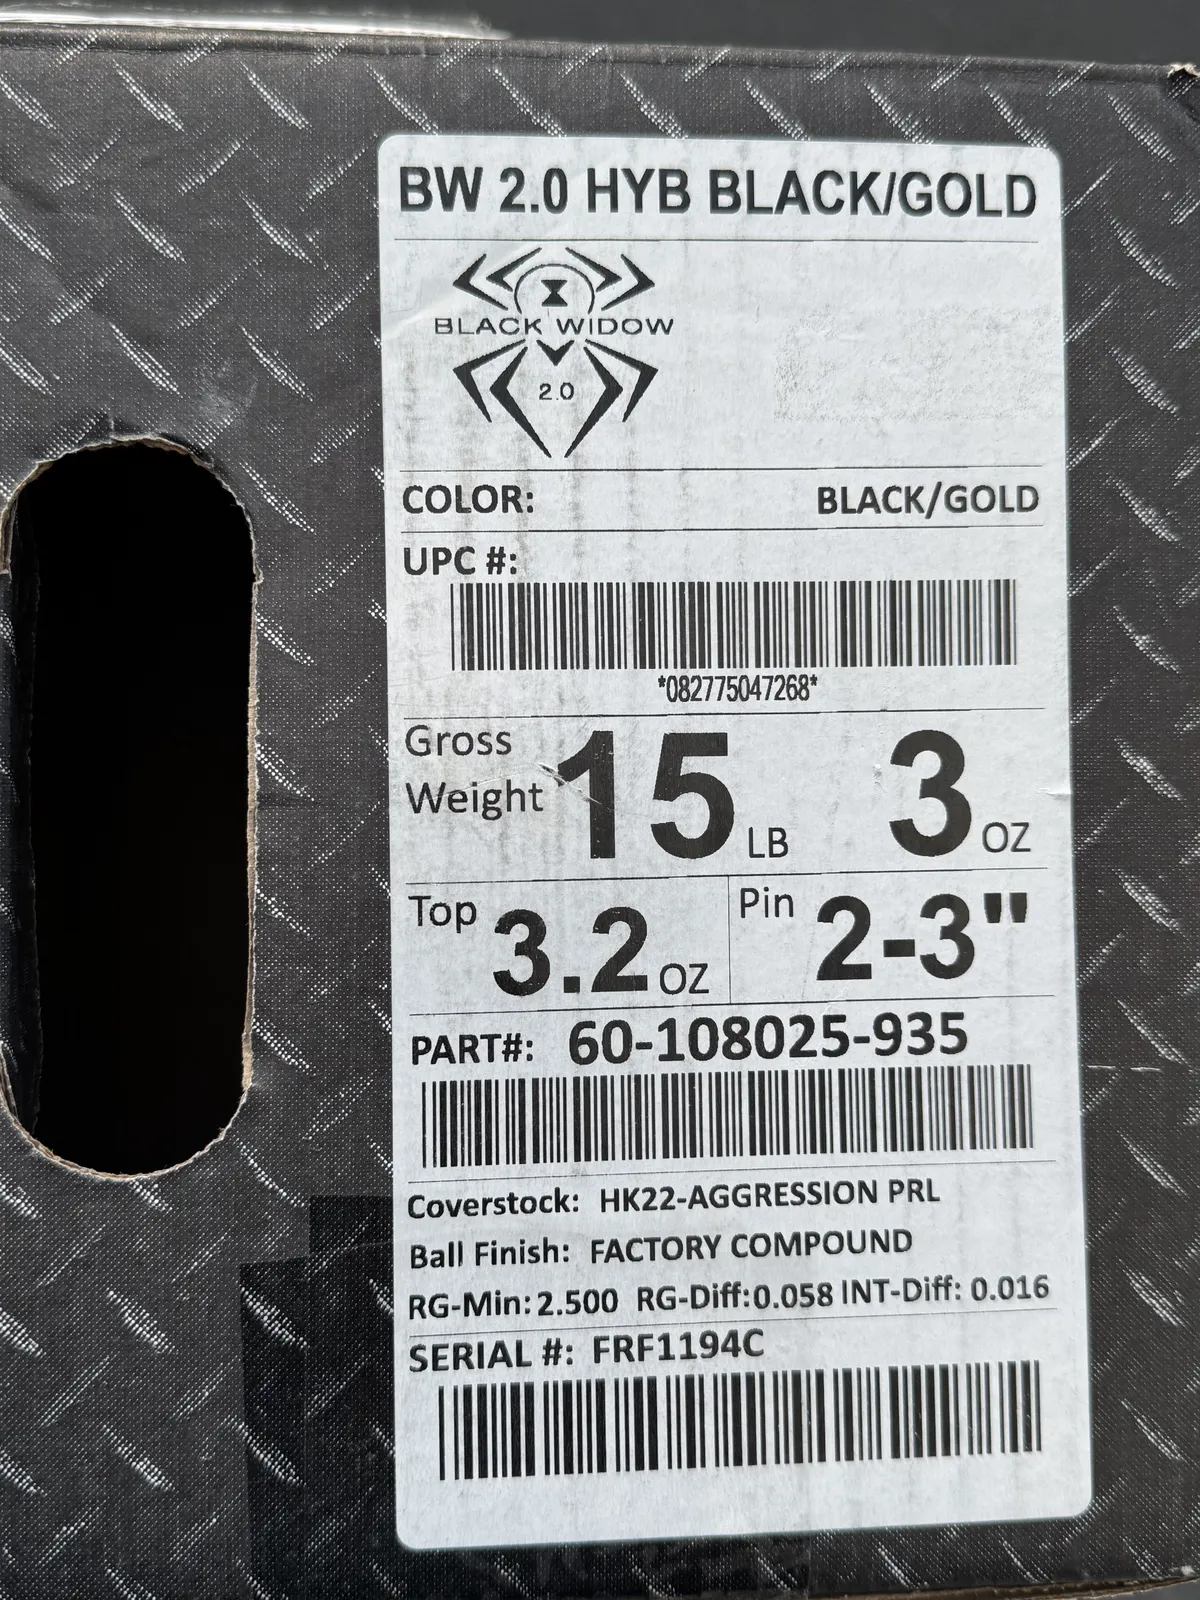 BW 2.0 HYB BLACK/GOLD
BLACK WIDOW
2.0
COLOR: BLACK/GOLD
UPC #:
*082775047268*
Gross Weight 15 LB 3 OZ
Top 3.2 OZ Pin 2-3"
PART#: 60-108025-935
Coverstock: HK22-AGGRESSION PRL
Ball Finish: FACTORY COMPOUND
RG-Min: 2.500 RG-Diff:0.058 INT-Diff: 0.016
SERIAL #: FRF1194C